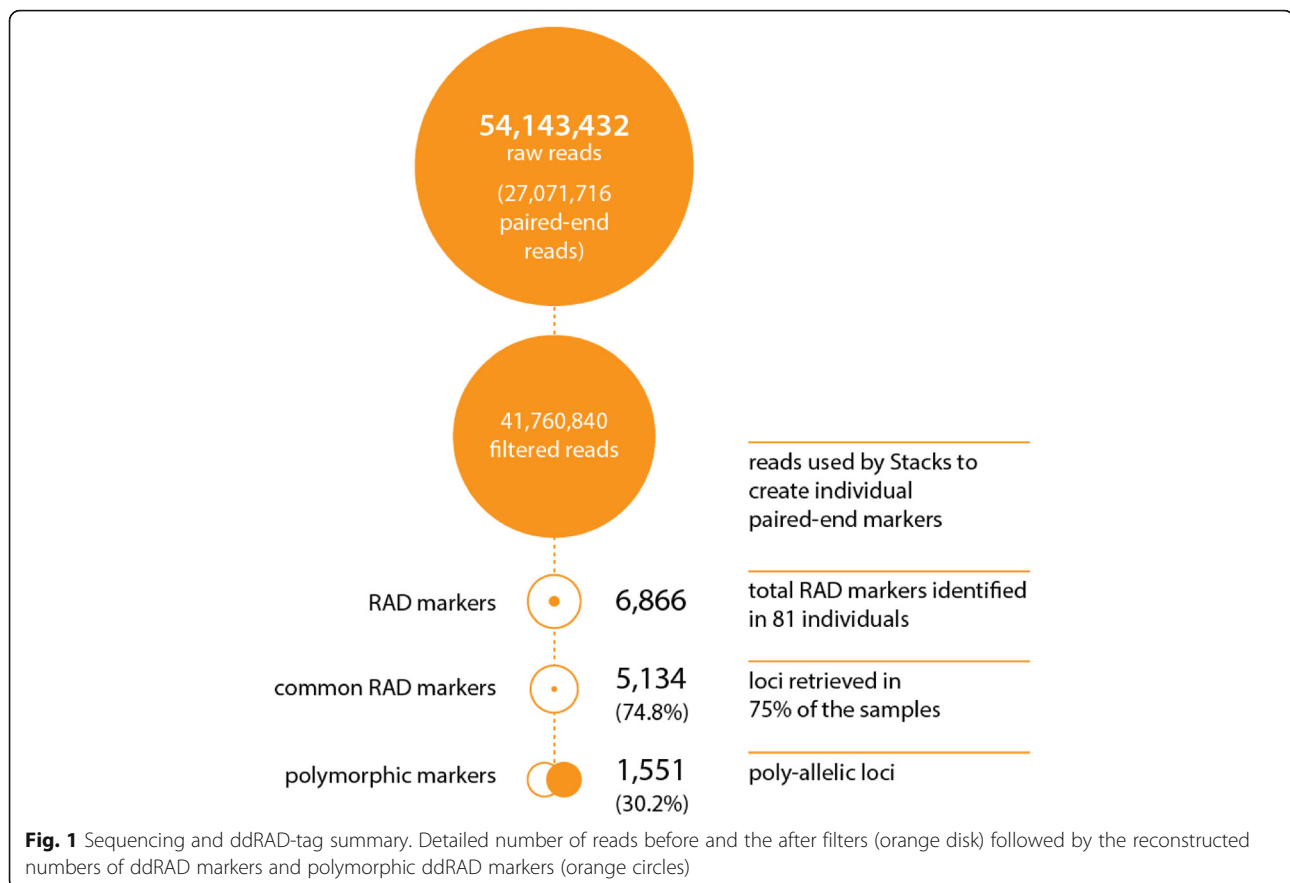 54,143,432
raw reads
(27,071,716
paired-end
reads)
41,760,840
filtered reads
reads used by Stacks to
create individual
paired-end markers
RAD markers
6,866
total RAD markers identified
in 81 individuals
common RAD markers
5,134
(74.8%)
loci retrieved in
75% of the samples
polymorphic markers
1,551
(30.2%)
poly-allelic loci
Fig. 1 Sequencing and ddRAD-tag summary. Detailed number of reads before and the after filters (orange disk) followed by the reconstructed
numbers of ddRAD markers and polymorphic ddRAD markers (orange circles)